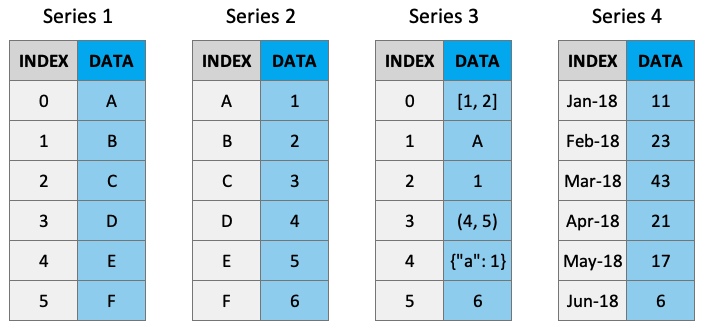 Series 1 Series 2 Series 3 Series 4
INDEX DATA INDEX DATA INDEX DATA INDEX DATA
0 A A 1 0 [1, 2] Jan-18 11
1 B B 2 1 A Feb-18 23
2 C C 3 2 1 Mar-18 43
3 D D 4 3 (4, 5) Apr-18 21
4 E E 5 4 {"a": 1} May-18 17
5 F F 6 5 6 Jun-18 6